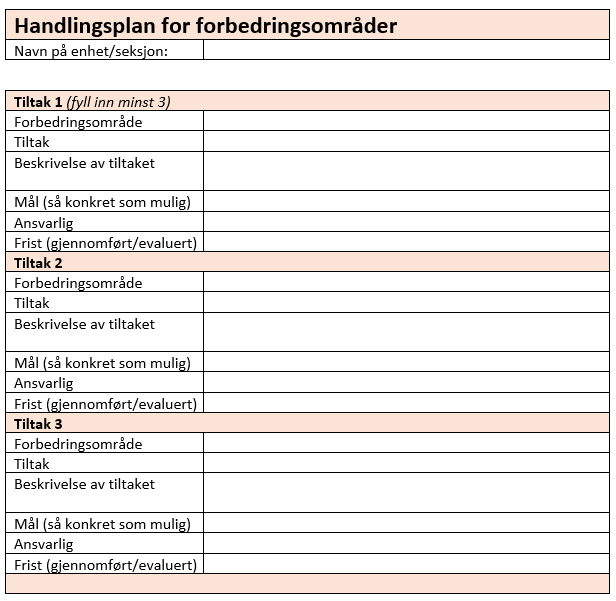 Handlingsplan for forbedringsområder
Navn på enhet/seksjon:
Tiltak 1 (fyll inn minst 3)
Forbedringsområde
Tiltak
Beskrivelse av tiltaket
Mål (så konkret som mulig)
Ansvarlig
Frist (gjennomført/evaluert)
Tiltak 2
Forbedringsområde
Tiltak
Beskrivelse av tiltaket
Mål (så konkret som mulig)
Ansvarlig
Frist (gjennomført/evaluert)
Tiltak 3
Forbedringsområde
Tiltak
Beskrivelse av tiltaket
Mål (så konkret som mulig)
Ansvarlig
Frist (gjennomført/evaluert)